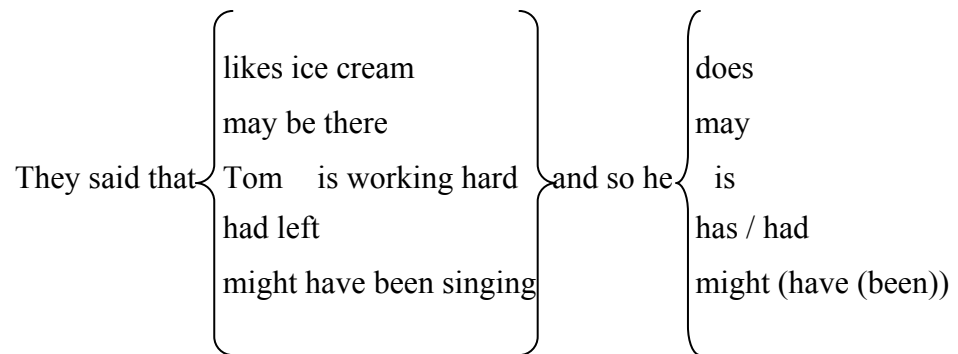 likes ice cream does
may be there may
They said that Tom is working hard and so he is
had left has / had
might have been singing might (have (been))